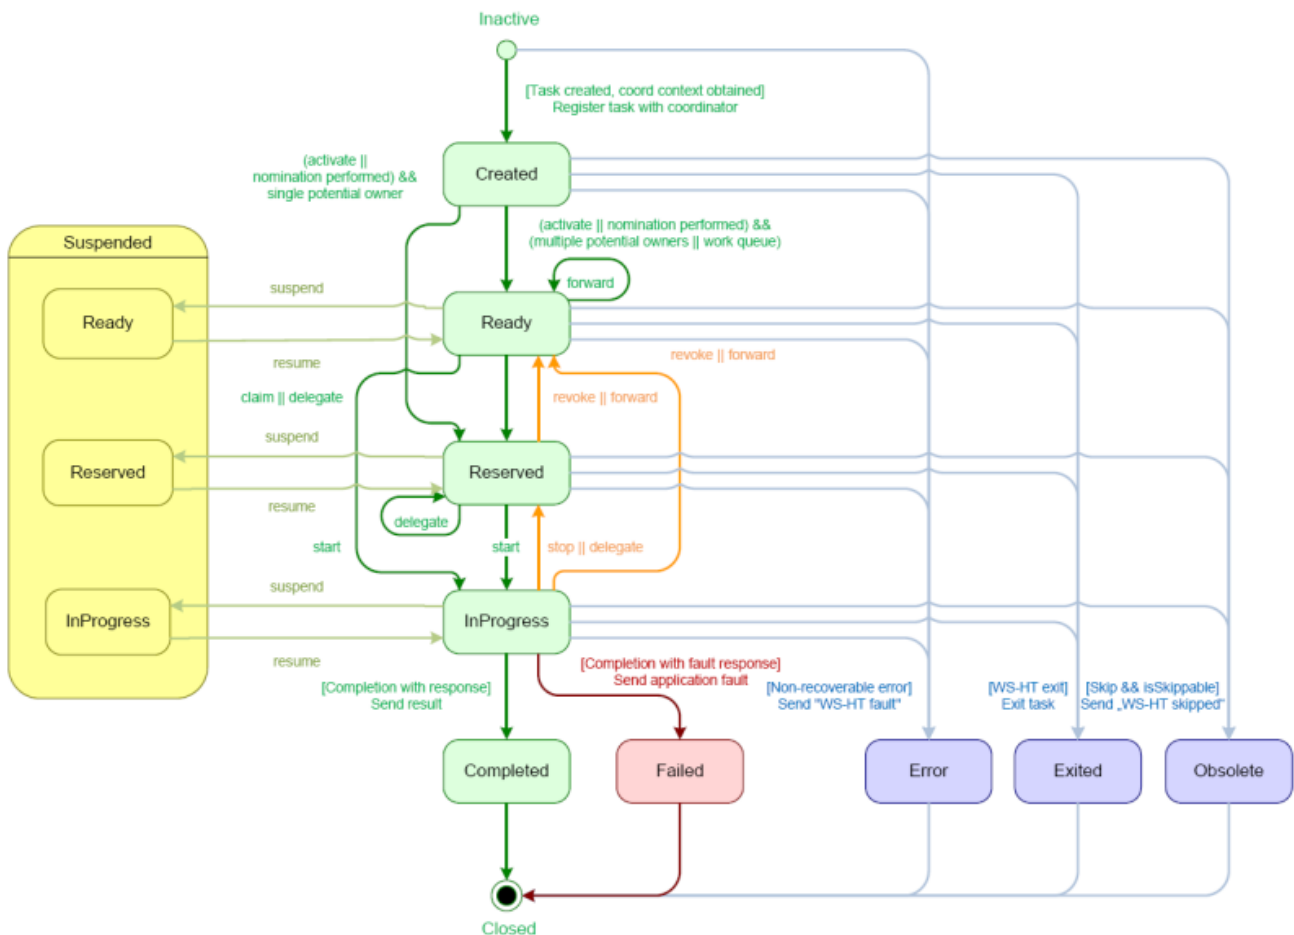 Inactive
[Task created, coord context obtained]
Register task with coordinator
(activate ||
nomination performed) &&
single potential owner
Created
(activate || nomination performed) &&
(multiple potential owners || work queue)
Suspended
forward
suspend
Ready
Ready
resume
revoke || forward
claim || delegate
revoke || forward
suspend
Reserved
Reserved
resume
delegate
start
start
stop || delegate
suspend
InProgress
InProgress
resume
[Completion with response]
Send result
[Completion with fault response]
Send application fault
[Non-recoverable error]
Send "WS-HT fault"
[WS-HT exit]
Exit task
[Skip && isSkippable]
Send „WS-HT skipped"
Completed
Failed
Error
Exited
Obsolete
Closed